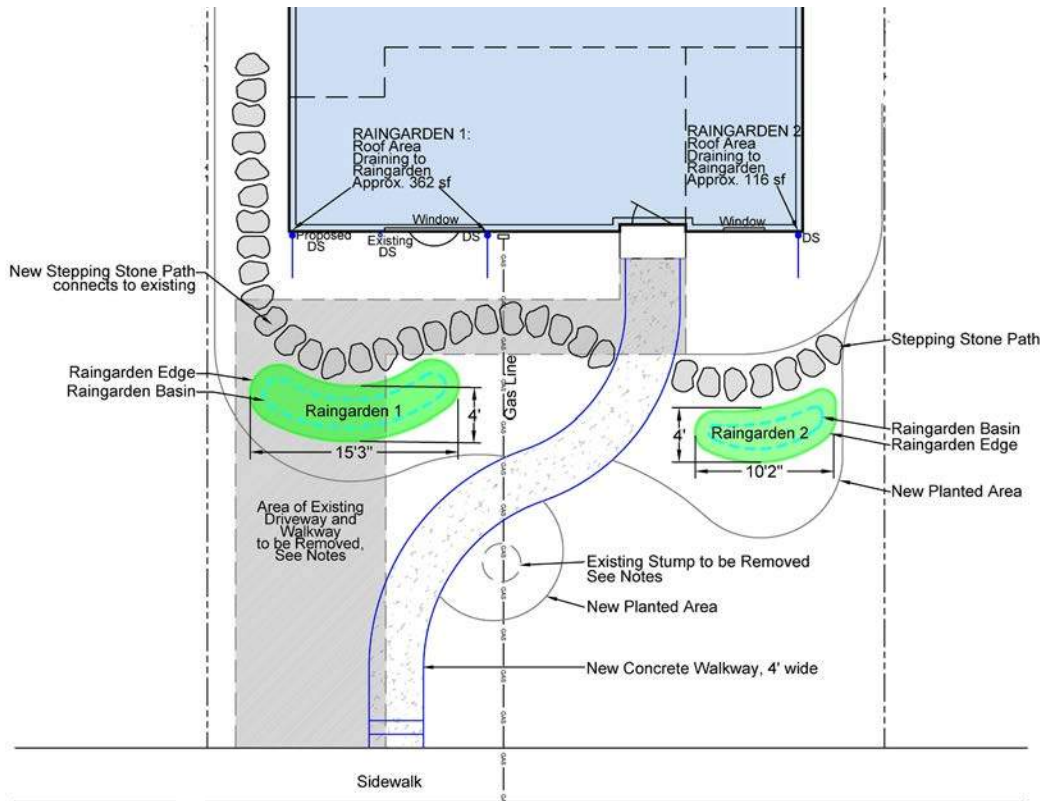 RAINGARDEN 1:
Roof Area
Draining to
Raingarden
Approx. 362 sf
RAINGARDEN 2
Roof Area
Draining to
Raingarden
Approx. 116 sf
Window
Window
Proposed
DS
Existing
DS
DS
DS
GAS
New Stepping Stone Path
connects to existing
Stepping Stone Path
Gas Line
Raingarden Edge
Raingarden Basin
Raingarden 1
4'
15'3"
Raingarden 2
4'
10'2"
Raingarden Basin
Raingarden Edge
New Planted Area
Area of Existing
Driveway and
Walkway
to be Removed,
See Notes
GAS
Existing Stump to be Removed
See Notes
New Planted Area
GAS
New Concrete Walkway, 4' wide
GAS
Sidewalk